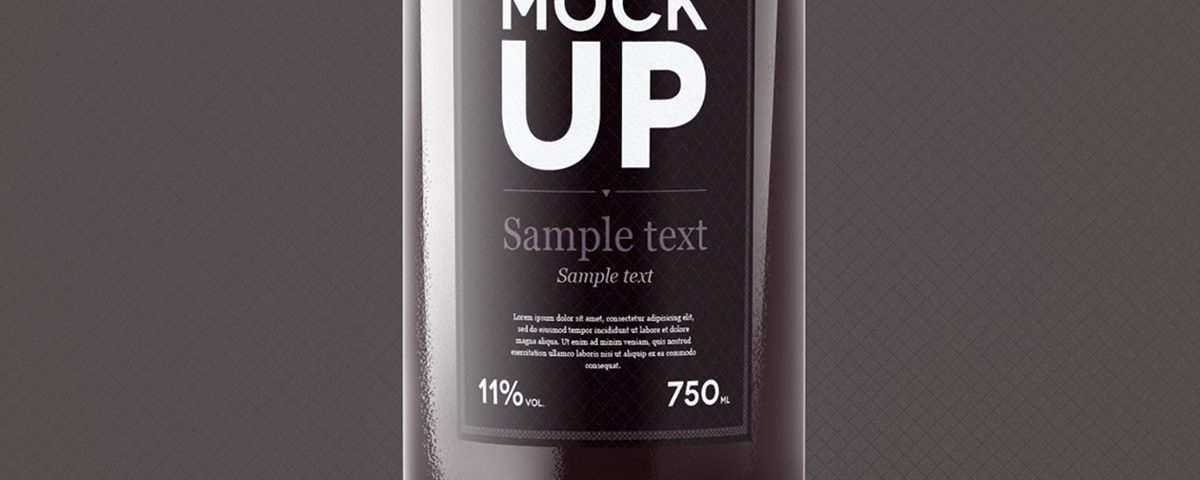 MOCK
UP
Sample text
Sample text
Lorem ipsum dolor sit amet, consectetur adipisicing elit,
sed do eiusmod tempor incididunt ut labore et dolore
magna aliqua. Ut enim ad minim veniam, quis nostrud
exercitation ullamco laboris nisi ut aliquip ex ea commodo
consequat.
11% VOL. 750 ML